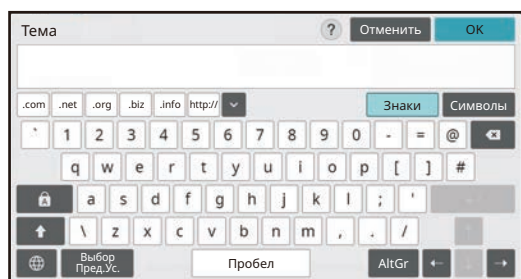 Тема ? Отменить OK
.com .net .org .biz .info http:// Знаки Символы
` 1 2 3 4 5 6 7 8 9 0 - = @
q w e r t y u i o p [ ] #
A a s d f g h j k l ; '
\ z x c v b n m , . /
Выбор
Пред.Ус. Пробел AltGr ← ↓ →